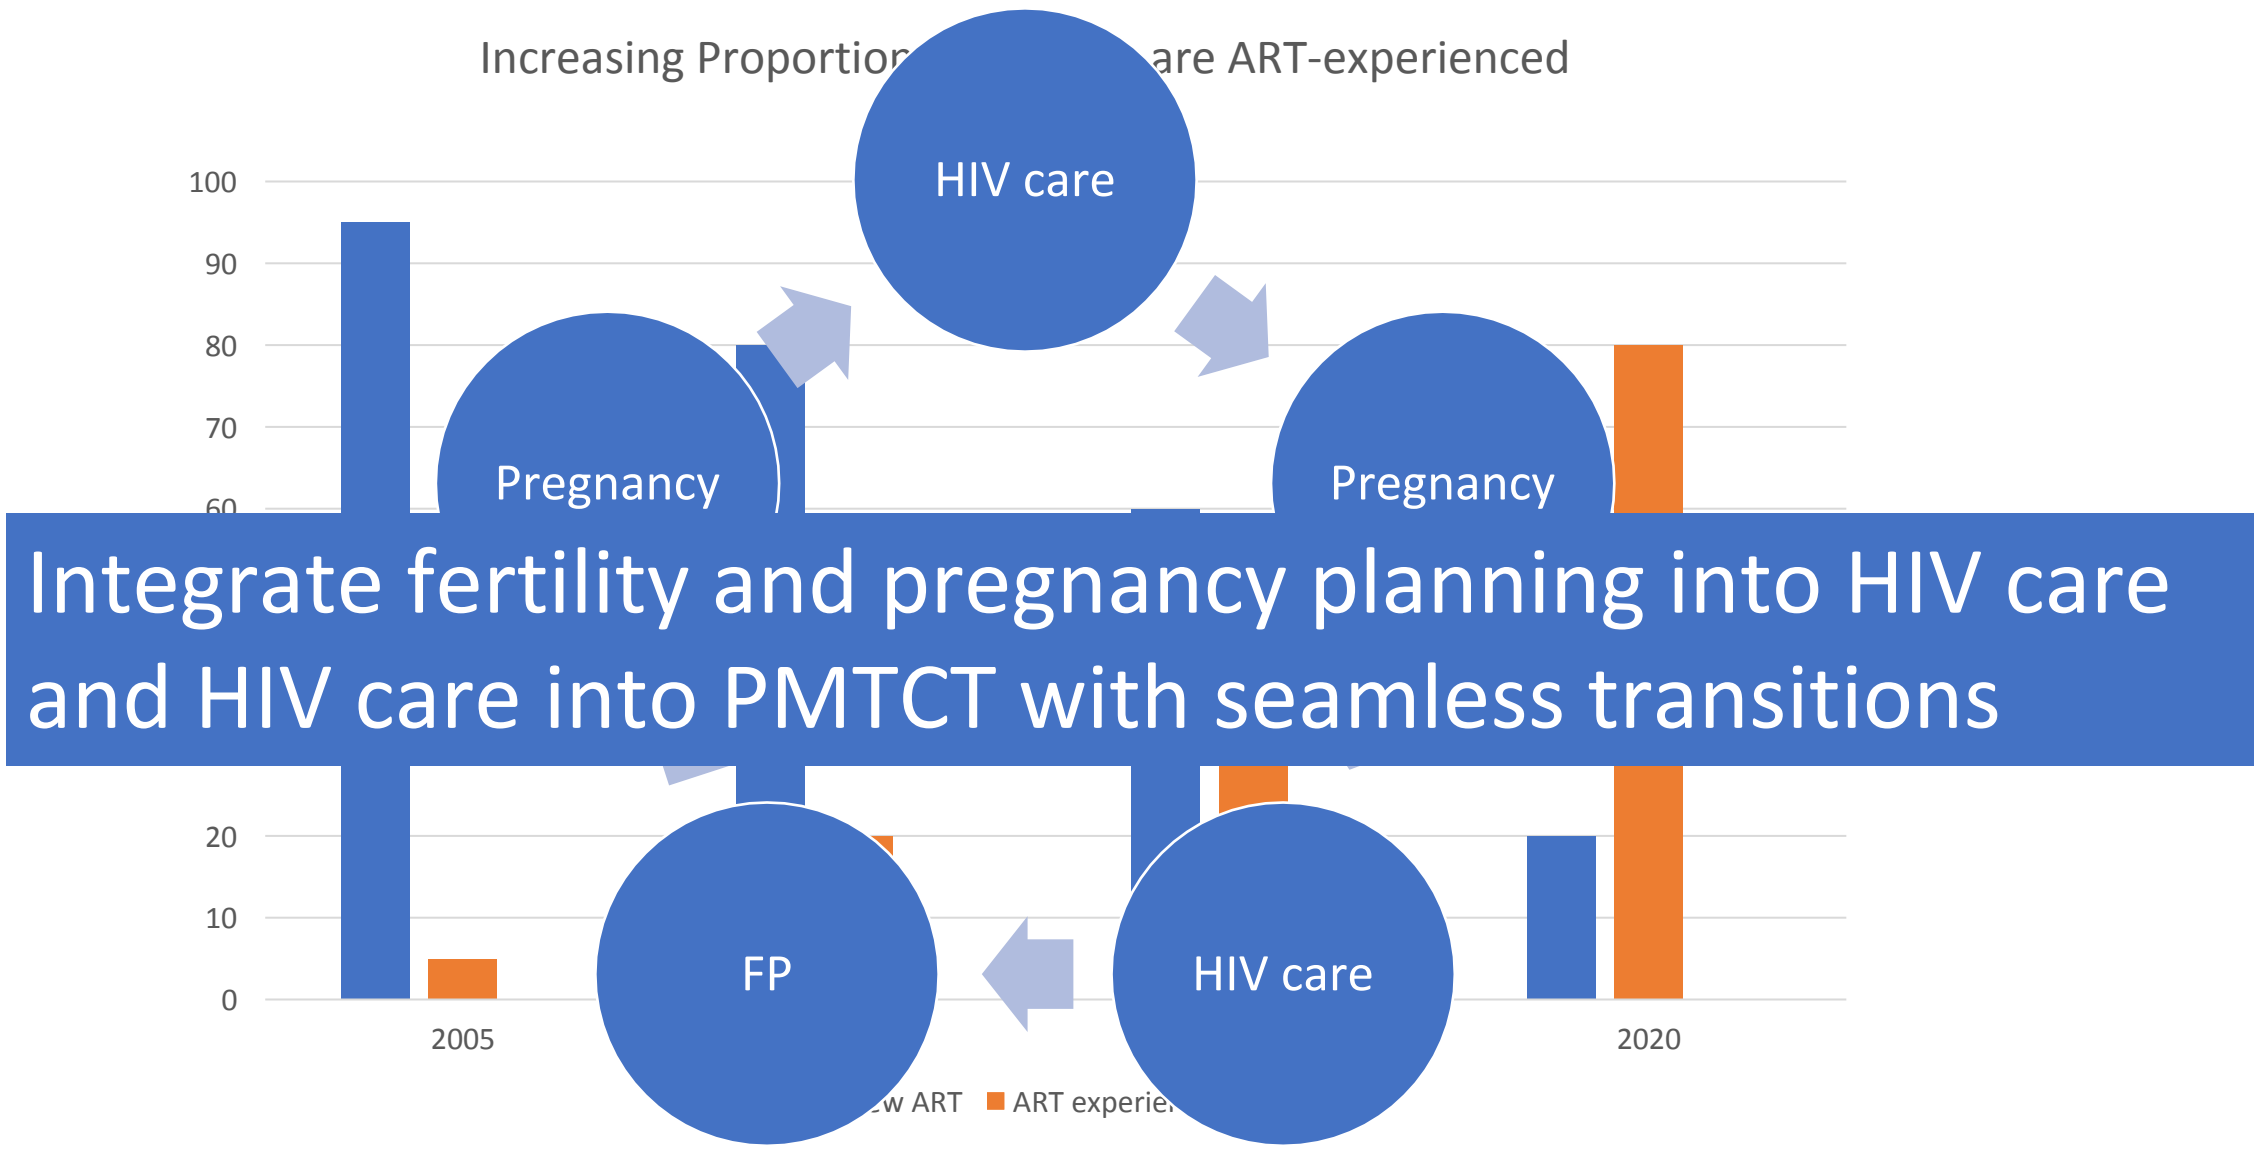 Increasing Proportion are ART-experienced
HIV care
100
90
80
70
60
Pregnancy
Pregnancy
Integrate fertility and pregnancy planning into HIV care
and HIV care into PMTCT with seamless transitions
20
10
0
FP
HIV care
2005
2020
ART
ART